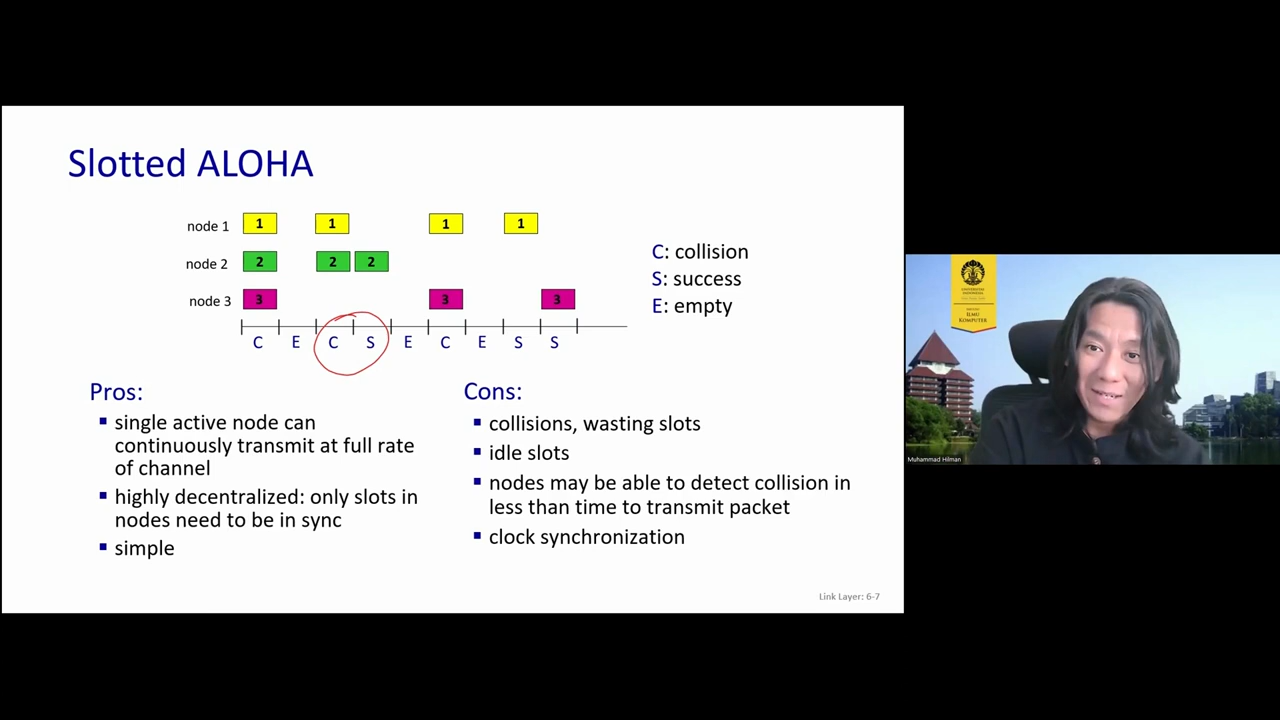 Slotted ALOHA
node 1 1 1 1 1
node 2 2 2 2
node 3 3 3 3
C E C S E C E S S
C: collision
S: success
E: empty
Pros:
▪ single active node can
continuously transmit at full rate
of channel
▪ highly decentralized: only slots in
nodes need to be in sync
▪ simple
Cons:
▪ collisions, wasting slots
▪ idle slots
▪ nodes may be able to detect collision in
less than time to transmit packet
▪ clock synchronization
Link Layer: 6-7
UNIVERSITAS
INDONESIA
ILMU
KOMPUTER
Muhammad Hilman